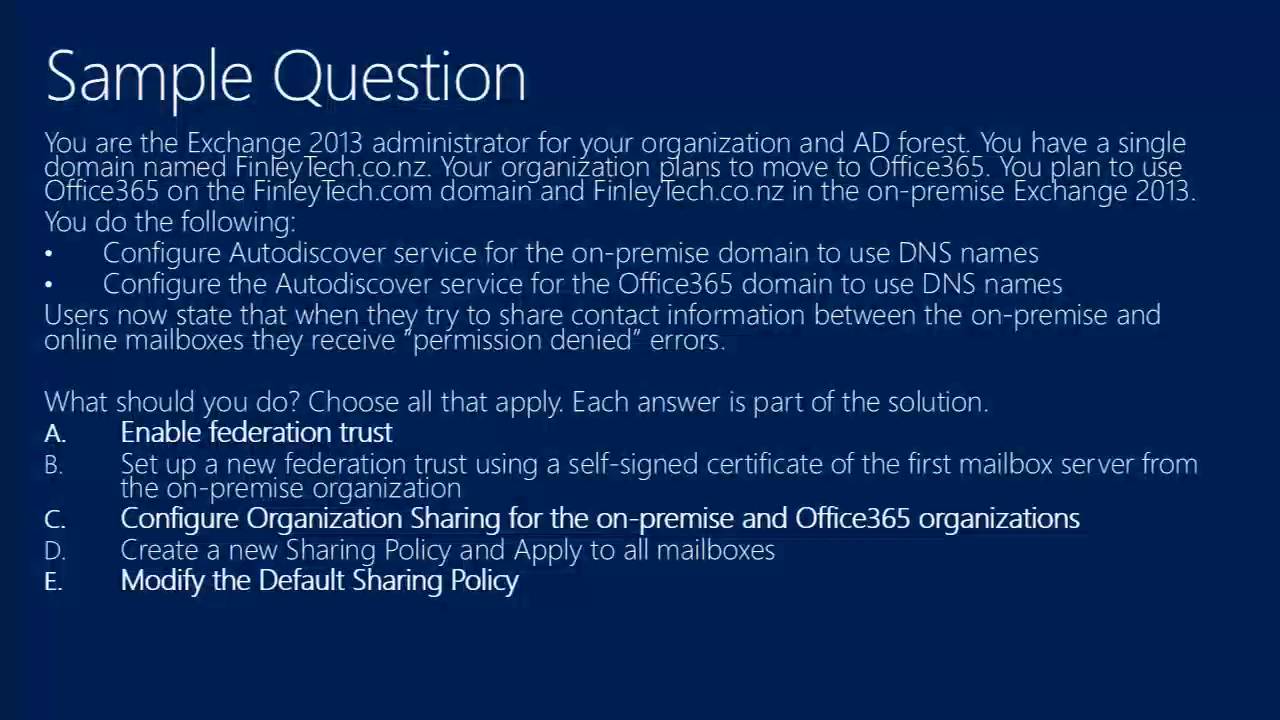 Sample Question
You are the Exchange 2013 administrator for your organization and AD forest. You have a single
domain named FinleyTech.co.nz. Your organization plans to move to Office365. You plan to use
Office365 on the FinleyTech.com domain and FinleyTech.co.nz in the on-premise Exchange 2013.
You do the following:
• Configure Autodiscover service for the on-premise domain to use DNS names
• Configure the Autodiscover service for the Office365 domain to use DNS names
Users now state that when they try to share contact information between the on-premise and
online mailboxes they receive “permission denied” errors.
What should you do? Choose all that apply. Each answer is part of the solution.
A. Enable federation trust
B. Set up a new federation trust using a self-signed certificate of the first mailbox server from
the on-premise organization
C. Configure Organization Sharing for the on-premise and Office365 organizations
D. Create a new Sharing Policy and Apply to all mailboxes
E. Modify the Default Sharing Policy